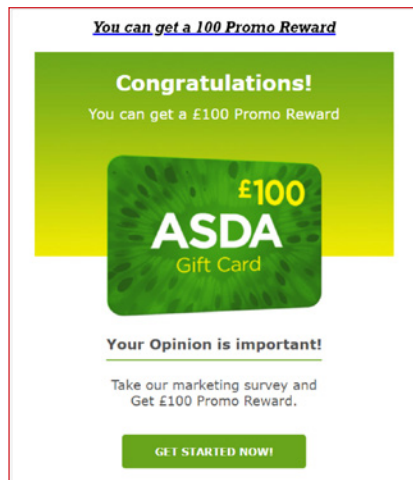 You can get a 100 Promo Reward
Congratulations!
You can get a £100 Promo Reward
£100
ASDA
Gift Card
Your Opinion is important!
Take our marketing survey and
Get £100 Promo Reward.
GET STARTED NOW!